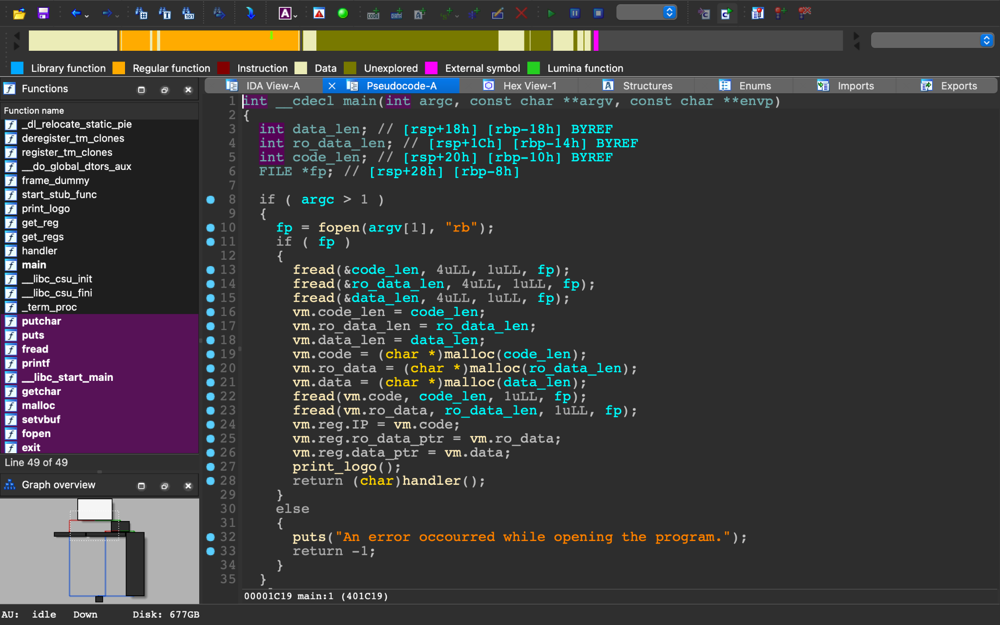 Library function Regular function Instruction Data Unexplored External symbol Lumina function
Functions
Function name
_dl_relocate_static_pie
deregister_tm_clones
register_tm_clones
__do_global_dtors_aux
frame_dummy
start_stub_func
print_logo
get_reg
get_regs
handler
main
__libc_csu_init
__libc_csu_fini
_term_proc
putchar
puts
fread
printf
__libc_start_main
getchar
malloc
setvbuf
fopen
exit
Line 49 of 49
Graph overview
IDA View-A Pseudocode-A Hex View-1 Structures Enums Imports Exports
1 int __cdecl main(int argc, const char **argv, const char **envp)
2 {
3 int data_len; // [rsp+18h] [rbp-18h] BYREF
4 int ro_data_len; // [rsp+1Ch] [rbp-14h] BYREF
5 int code_len; // [rsp+20h] [rbp-10h] BYREF
6 FILE *fp; // [rsp+28h] [rbp-8h]
7
8 if ( argc > 1 )
9 {
10 fp = fopen(argv[1], "rb");
11 if ( fp )
12 {
13 fread(&code_len, 4uLL, 1uLL, fp);
14 fread(&ro_data_len, 4uLL, 1uLL, fp);
15 fread(&data_len, 4uLL, 1uLL, fp);
16 vm.code_len = code_len;
17 vm.ro_data_len = ro_data_len;
18 vm.data_len = data_len;
19 vm.code = (char *)malloc(code_len);
20 vm.ro_data = (char *)malloc(ro_data_len);
21 vm.data = (char *)malloc(data_len);
22 fread(vm.code, code_len, 1uLL, fp);
23 fread(vm.ro_data, ro_data_len, 1uLL, fp);
24 vm.reg.IP = vm.code;
25 vm.reg.ro_data_ptr = vm.ro_data;
26 vm.reg.data_ptr = vm.data;
27 print_logo();
28 return (char)handler();
29 }
30 else
31 {
32 puts("An error occourred while opening the program.");
33 return -1;
34 }
35 }
00001C19 main:1 (401C19)
AU: idle Down Disk: 677GB